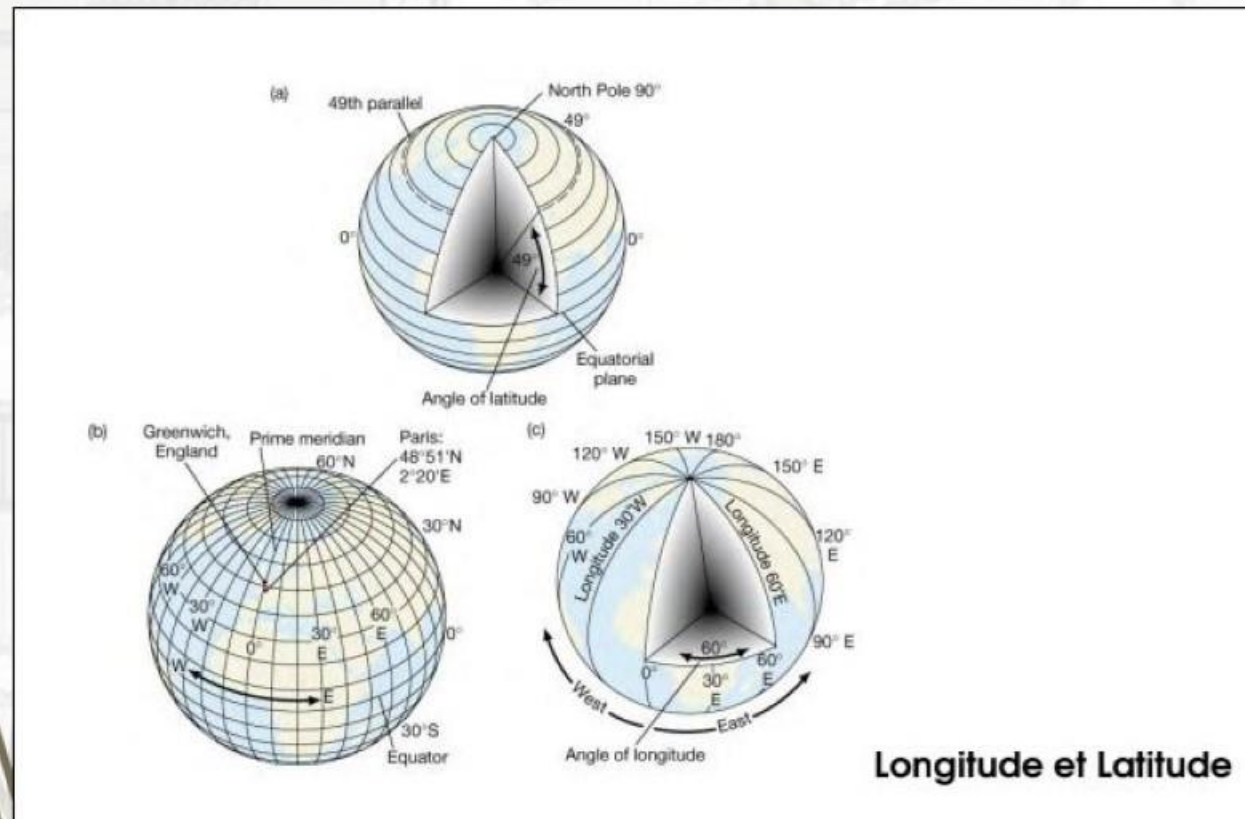 (a)
North Pole 90°
49th parallel
49°
0°
0°
49°
Equatorial
plane
Angle of latitude
(b)
Greenwich,
England
Prime meridian
60°N
Paris:
48°51'N
2°20'E
30°N
60°
W
30°
W
0°
30°
E
60
E
0°
W
E
30°S
Equator
(c)
150° W
180°
120° W
150° E
90° W
60°
W
Longitude 30°W
Longitude 60°E
120°
E
90° E
0°
60°
30°
E
60°
E
West
East
Angle of longitude
Longitude et Latitude